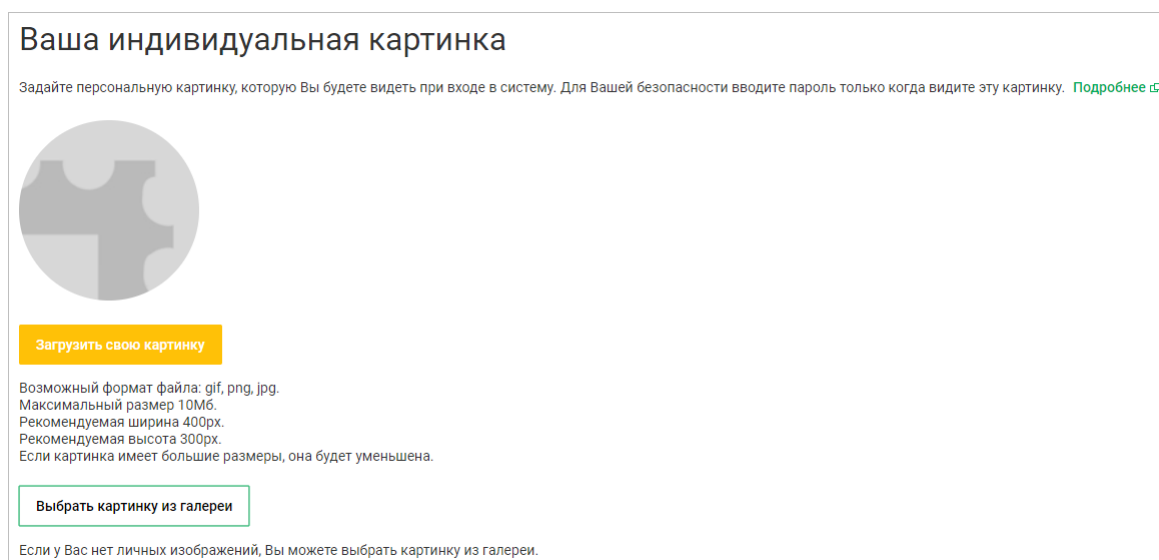 Ваша индивидуальная картинка
Задайте персональную картинку, которую Вы будете видеть при входе в систему. Для Вашей безопасности вводите пароль только когда видите эту картинку. Подробнее
Загрузить свою картинку
Возможный формат файла: gif, png, jpg.
Максимальный размер 10Мб.
Рекомендуемая ширина 400px.
Рекомендуемая высота 300px.
Если картинка имеет большие размеры, она будет уменьшена.
Выбрать картинку из галереи
Если у Вас нет личных изображений, Вы можете выбрать картинку из галереи.